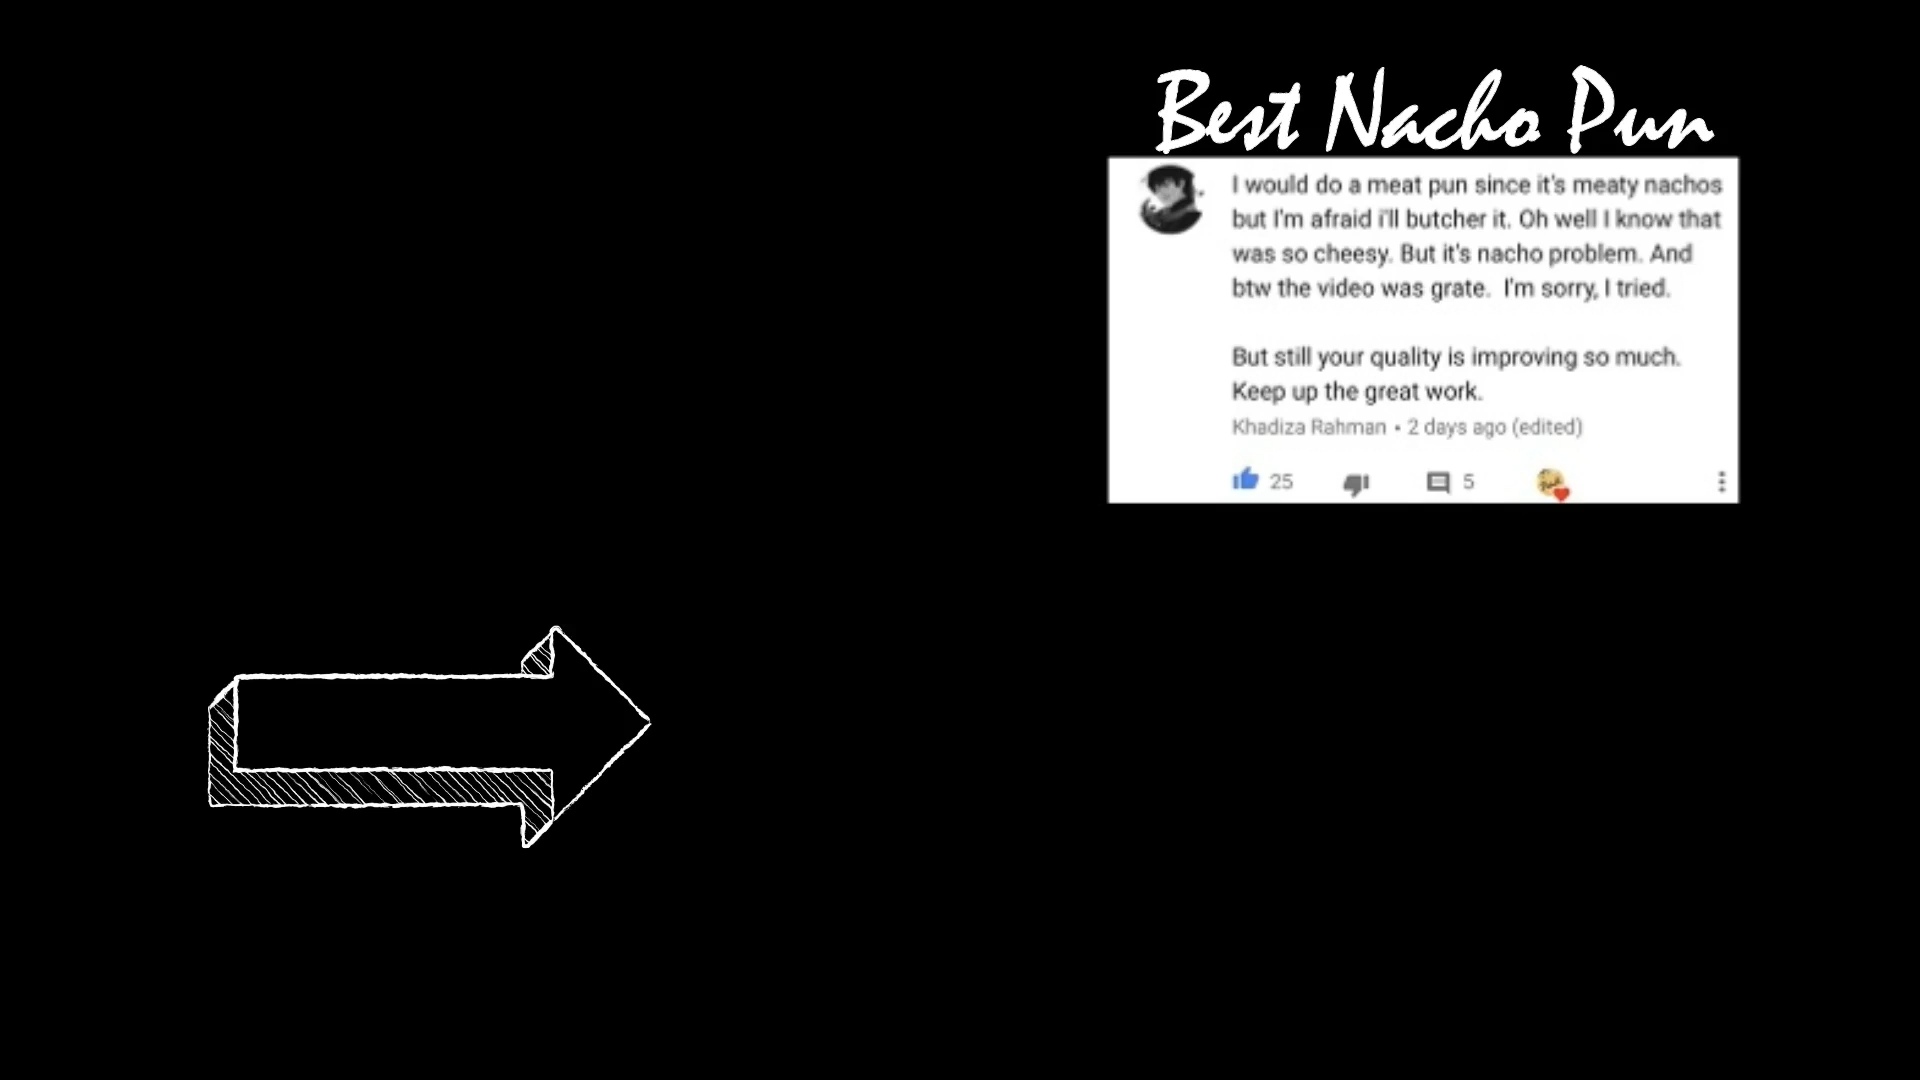 Best Nacho Pun
I would do a meat pun since it's meaty nachos
but I'm afraid i'll butcher it. Oh well I know that
was so cheesy. But it's nacho problem. And
btw the video was grate.  I'm sorry, I tried.
But still your quality is improving so much.
Keep up the great work.
Khadiza Rahman • 2 days ago (edited)
25
5